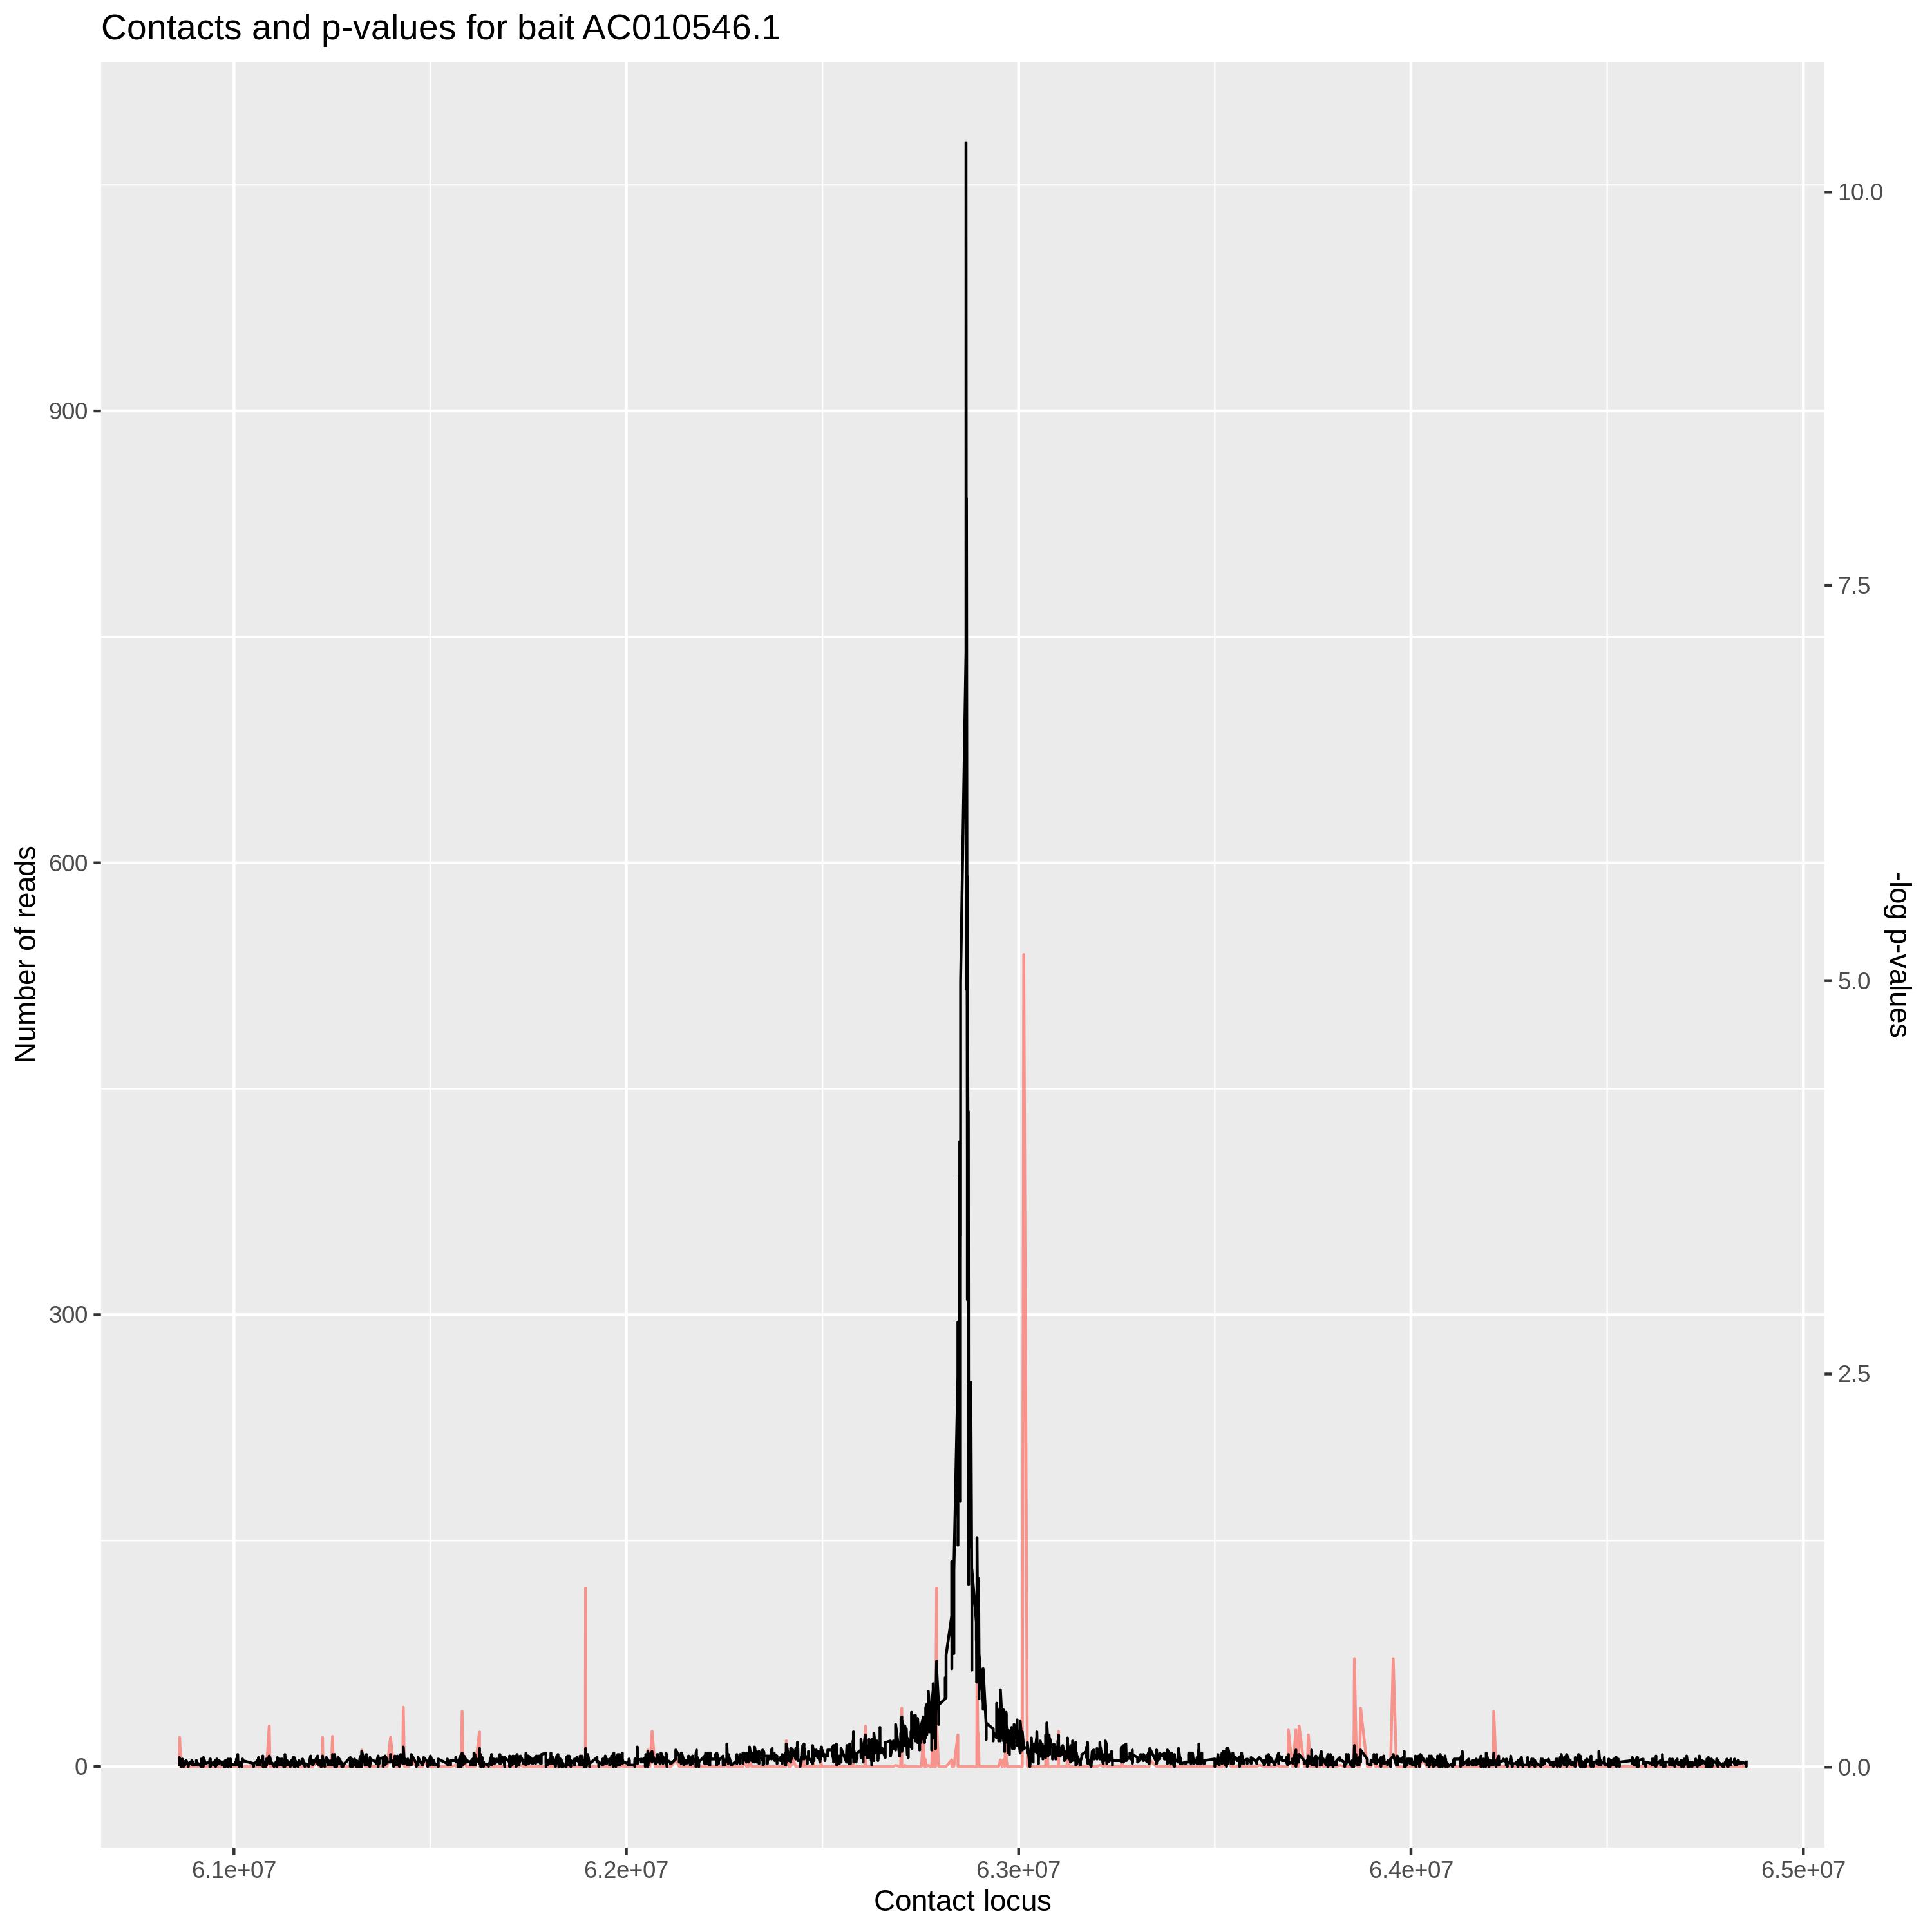 Contacts and p-values for bait AC010546.1
Number of reads
900
600
300
0
10.0
7.5
5.0
2.5
0.0
-log p-values
6.1e+07
6.2e+07
6.3e+07
6.4e+07
6.5e+07
Contact locus